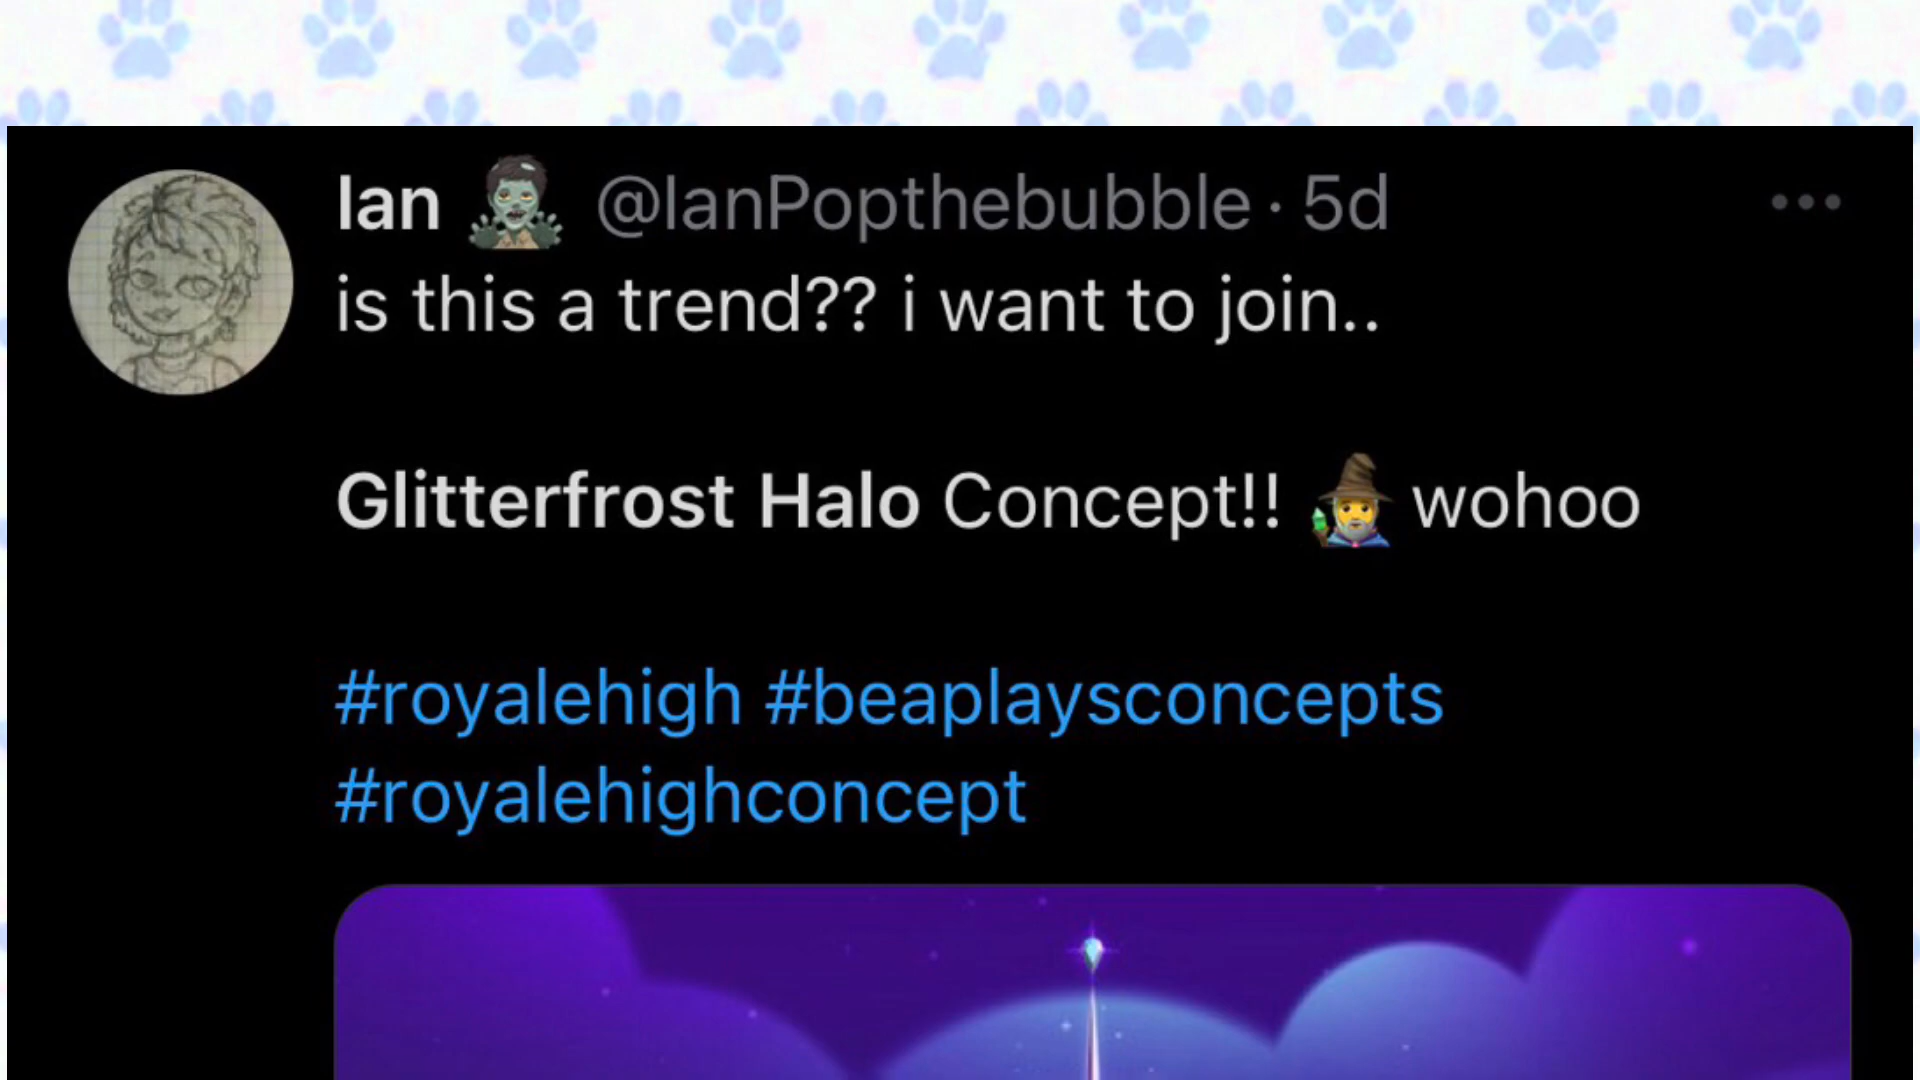 Ian 🧟‍♂️ @IanPopthebubble · 5d
is this a trend?? i want to join..
Glitterfrost Halo Concept!! 🧙‍♂️ wohoo
#royalehigh #beaplaysconcepts
#royalehighconcept